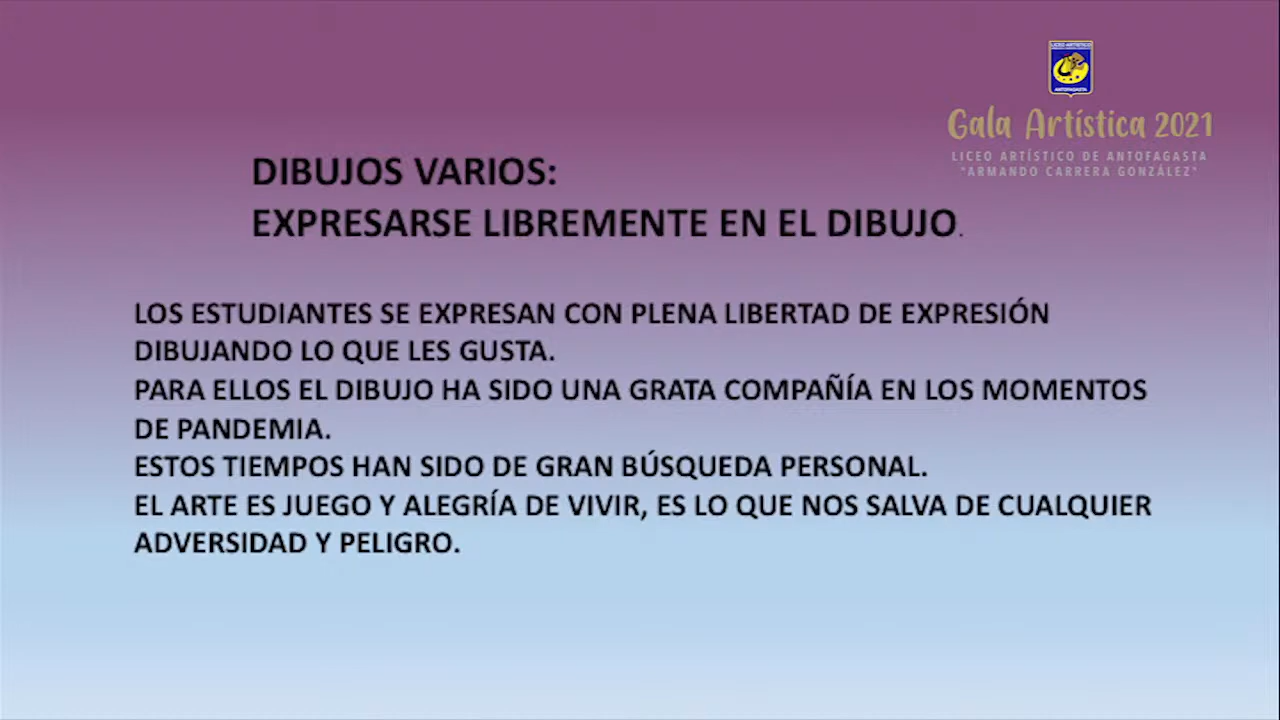 LICEO ARTÍSTICO
ANTOFAGASTA
Gala Artística 2021
LICEO ARTÍSTICO DE ANTOFAGASTA
"ARMANDO CARRERA GONZÁLEZ"
DIBUJOS VARIOS:
EXPRESARSE LIBREMENTE EN EL DIBUJO.
LOS ESTUDIANTES SE EXPRESAN CON PLENA LIBERTAD DE EXPRESIÓN
DIBUJANDO LO QUE LES GUSTA.
PARA ELLOS EL DIBUJO HA SIDO UNA GRATA COMPAÑÍA EN LOS MOMENTOS
DE PANDEMIA.
ESTOS TIEMPOS HAN SIDO DE GRAN BÚSQUEDA PERSONAL.
EL ARTE ES JUEGO Y ALEGRÍA DE VIVIR, ES LO QUE NOS SALVA DE CUALQUIER
ADVERSIDAD Y PELIGRO.